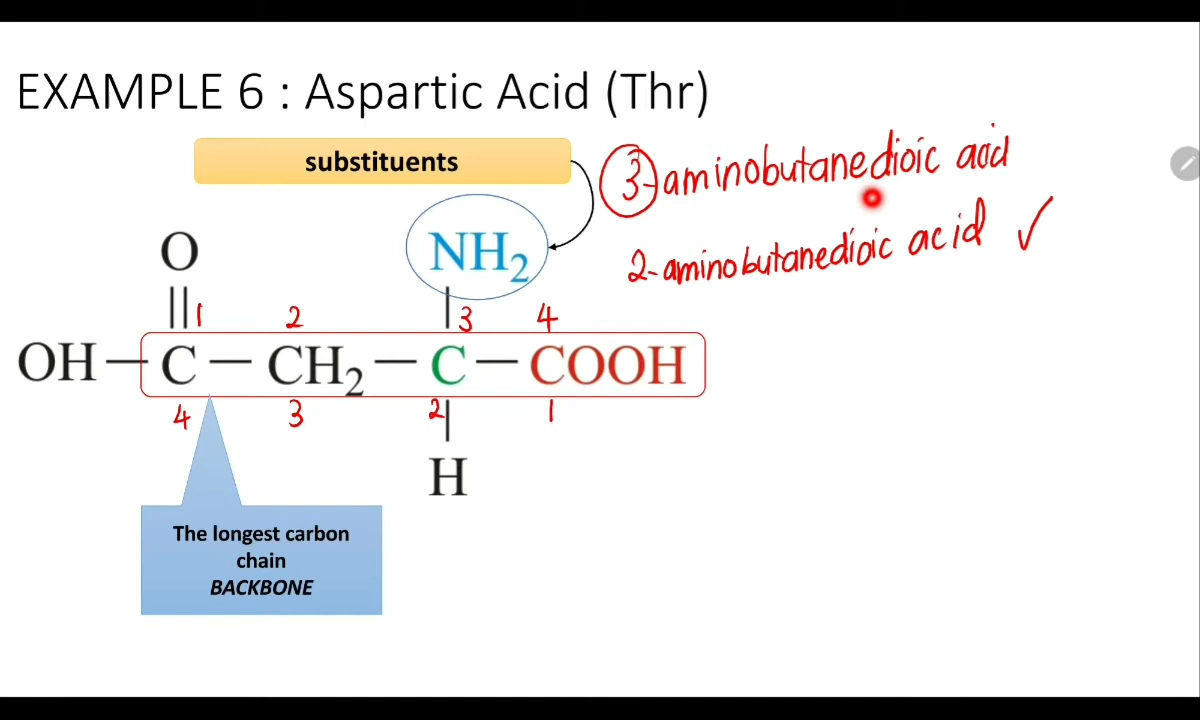 EXAMPLE 6 : Aspartic Acid (Thr)
substituents
3-aminobutanedioic acid
2-aminobutanedioic acid ✓
O
NH2
1 2 3 4
OH—C—CH2—C—COOH
4 3 2 1
H
The longest carbon
chain
BACKBONE